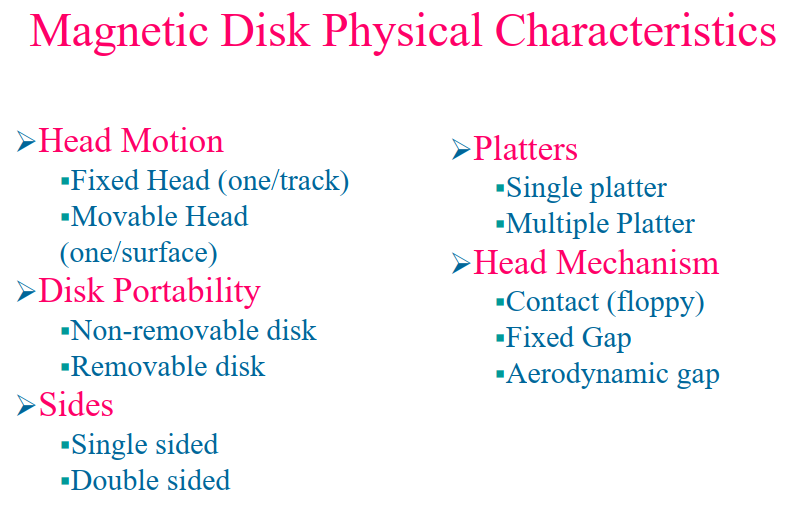 Magnetic Disk Physical Characteristics
➢Head Motion
▪Fixed Head (one/track)
▪Movable Head
(one/surface)
➢Disk Portability
▪Non-removable disk
▪Removable disk
➢Sides
▪Single sided
▪Double sided
➢Platters
▪Single platter
▪Multiple Platter
➢Head Mechanism
▪Contact (floppy)
▪Fixed Gap
▪Aerodynamic gap